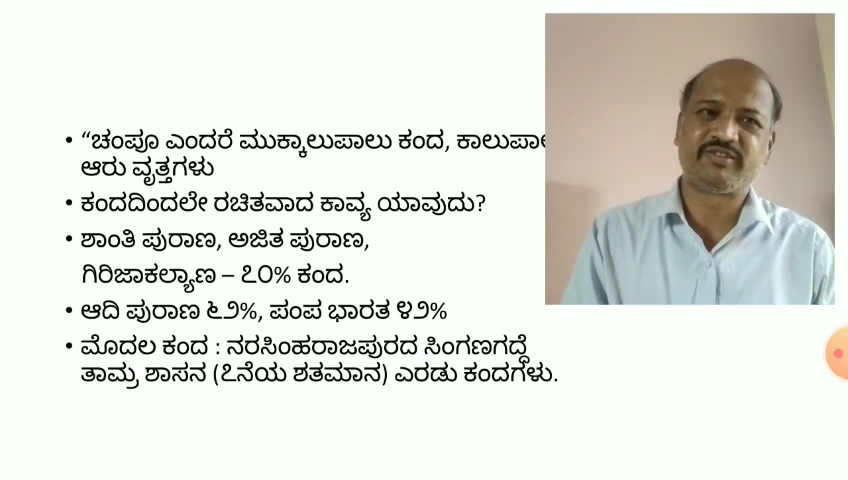 • “ಚಂಪೂ ಎಂದರೆ ಮುಕ್ಕಾಲುಪಾಲು ಕಂದ,
ಆರು ವೃತ್ತಗಳು
• ಕಂದದಿಂದಲೇ ರಚಿತವಾದ ಕಾವ್ಯ ಯಾವುದು?
• ಶಾಂತಿ ಪುರಾಣ, ಅಜಿತ ಪುರಾಣ,
ಗಿರಿಜಾಕಲ್ಯಾಣ – ೭೦% ಕಂದ.
• ಆದಿ ಪುರಾಣ ೬೨%, ಪಂಪ ಭಾರತ ೪೨%
• ಮೊದಲ ಕಂದ : ನರಸಿಂಹರಾಜಪುರದ ಸಿಂಗಣಗದ್ದೆ
ತಾಮ್ರ ಶಾಸನ (೭ನೆಯ ಶತಮಾನ) ಎರಡು ಕಂದಗಳು.